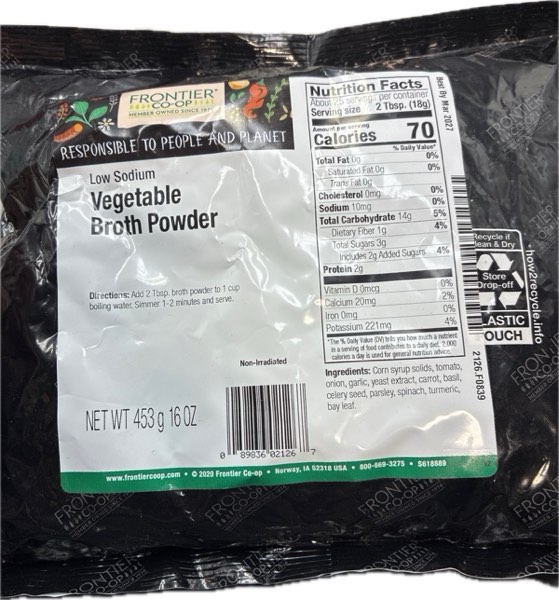 FRONTIER
CO-OP
MEMBER OWNED SINCE 1976
RESPONSIBLE TO PEOPLE AND PLANET
Low Sodium
Vegetable
Broth Powder
Directions: Add 2 Tbsp. broth powder to 1 cup
boiling water. Simmer 1-2 minutes and serve.
Non-Irradiated
NET WT 453 g 16 OZ
0 89836 02126 7
www.frontiercoop.com • © 2020 Frontier Co-op • Norway, IA 52318 USA • 800-669-3275 • S618889
Nutrition Facts
About 25 servings per container
Serving size 2 Tbsp. (18g)
Amount per serving
Calories 70
% Daily Value*
Total Fat 0g 0%
Saturated Fat 0g 0%
Trans Fat 0g
Cholesterol 0mg 0%
Sodium 10mg 0%
Total Carbohydrate 14g 5%
Dietary Fiber 1g 4%
Total Sugars 3g
Includes 2g Added Sugars 4%
Protein 2g
Vitamin D 0mcg 0%
Calcium 20mg 2%
Iron 0mg 0%
Potassium 221mg 4%
*The % Daily Value (DV) tells you how much a nutrient
in a serving of food contributes to a daily diet. 2,000
calories a day is used for general nutrition advice.
Ingredients: Corn syrup solids, tomato,
onion, garlic, yeast extract, carrot, basil,
celery seed, parsley, spinach, turmeric,
bay leaf.
Best By Mar 2027
2126.F0839
Recycle if
lean & Dry
Store
Drop-off
LASTIC
OUCH
how2recycle.info